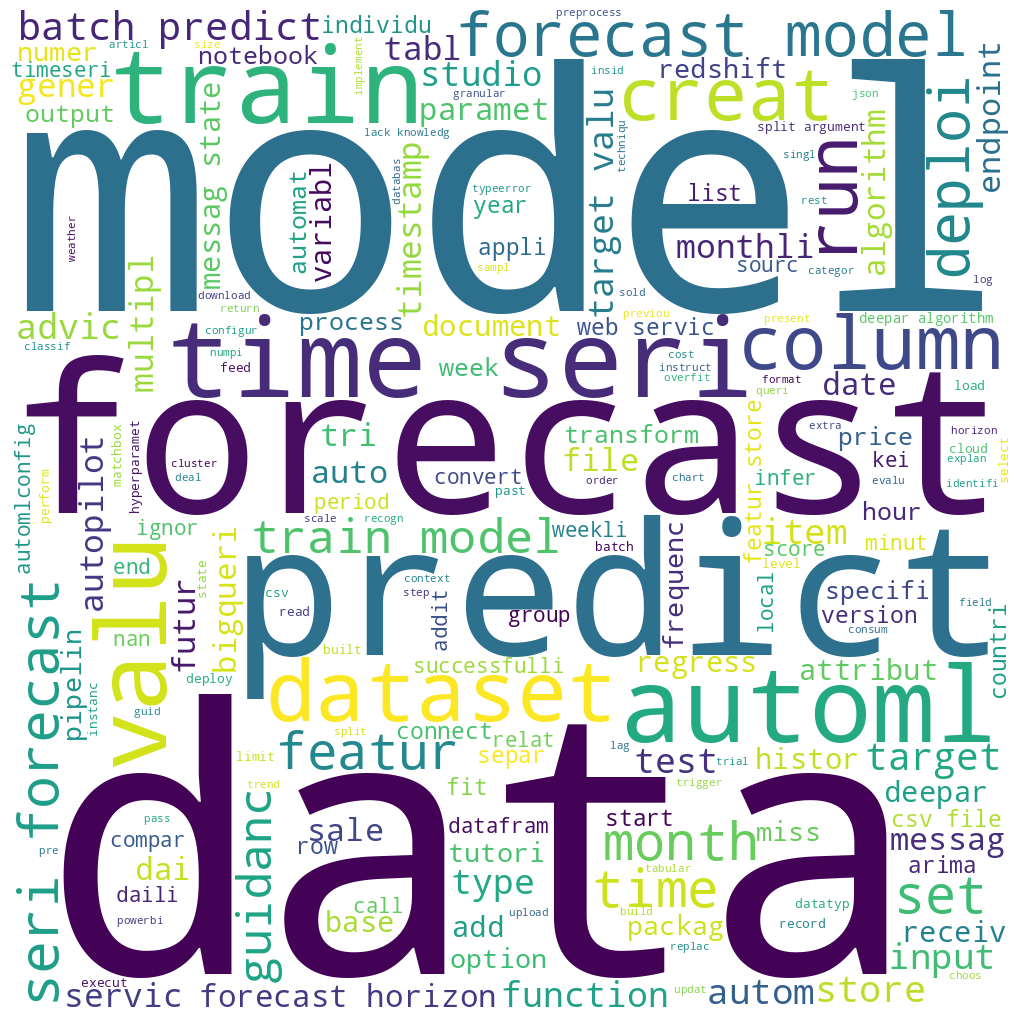 batch predict
individu
preprocess
forecast model
numer
articl
size
notebook
tabl
implement
timeseri
train
studio
insid
redshift
creat
json
gener
granular
output
paramet
lack knowledg
split argument
deploi
endpoint
model
messag state
automat
variabl
timestamp
databas
typeerror
year
appli
sampl
target valu
techniqu
list
monthli
sourc
singl
rest
categor
run
algorithm
log
weather
multipl
download
return
sold
previou
present
deepar algorithm
advic
classif
configur
process
document
web servic
column
time seri
numpi
feed
week
cost
instruct
overfit
format
queri
date
load
forecast
automlconfig
perform
autopilot
matchbox
hyperparamet
cluster
deal
tri
auto
period
convert
past
transform
file
order
chart
featur store
extra
price
kei
infer
evalu
cloud
explan
horizon
identifi
select
ignor
scale
recogn
train model
weekli
batch
item
score
level
hour
minut
seri forecast
valu
end
nan
state
futur
bigqueri
predict
csv
read
context
step
built
addit
group
frequenc
local
specifi
version
consum
field
countri
pipelin
instanc
guid
deploy
successfulli
regress
attribut
dataset
automl
split
limit
trend
featur
connect
relat
separ
lag
test
trial
trigger
histor
target
data
guidanc
pass
pre
compar
dai
daili
powerbi
sale
row
fit
datafram
tutori
type
call
base
add
option
upload
start
month
miss
tabular
time
build
packag
replac
datatyp
record
deepar
csv file
messag
arima
set
receiv
input
choos
execut
servic forecast horizon
function
updat
autom
store